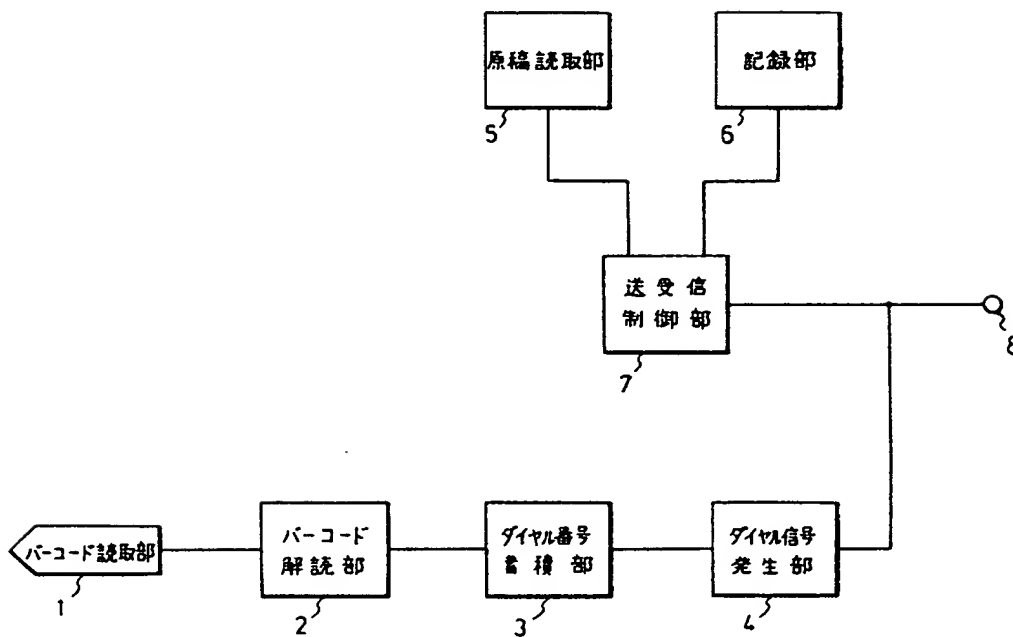 原稿読取部
記録部
5
6
送受信
制御部
7
8
バーコード読取部
1
バーコード
解読部
2
ダイヤル番号
蓄積部
3
ダイヤル信号
発生部
4